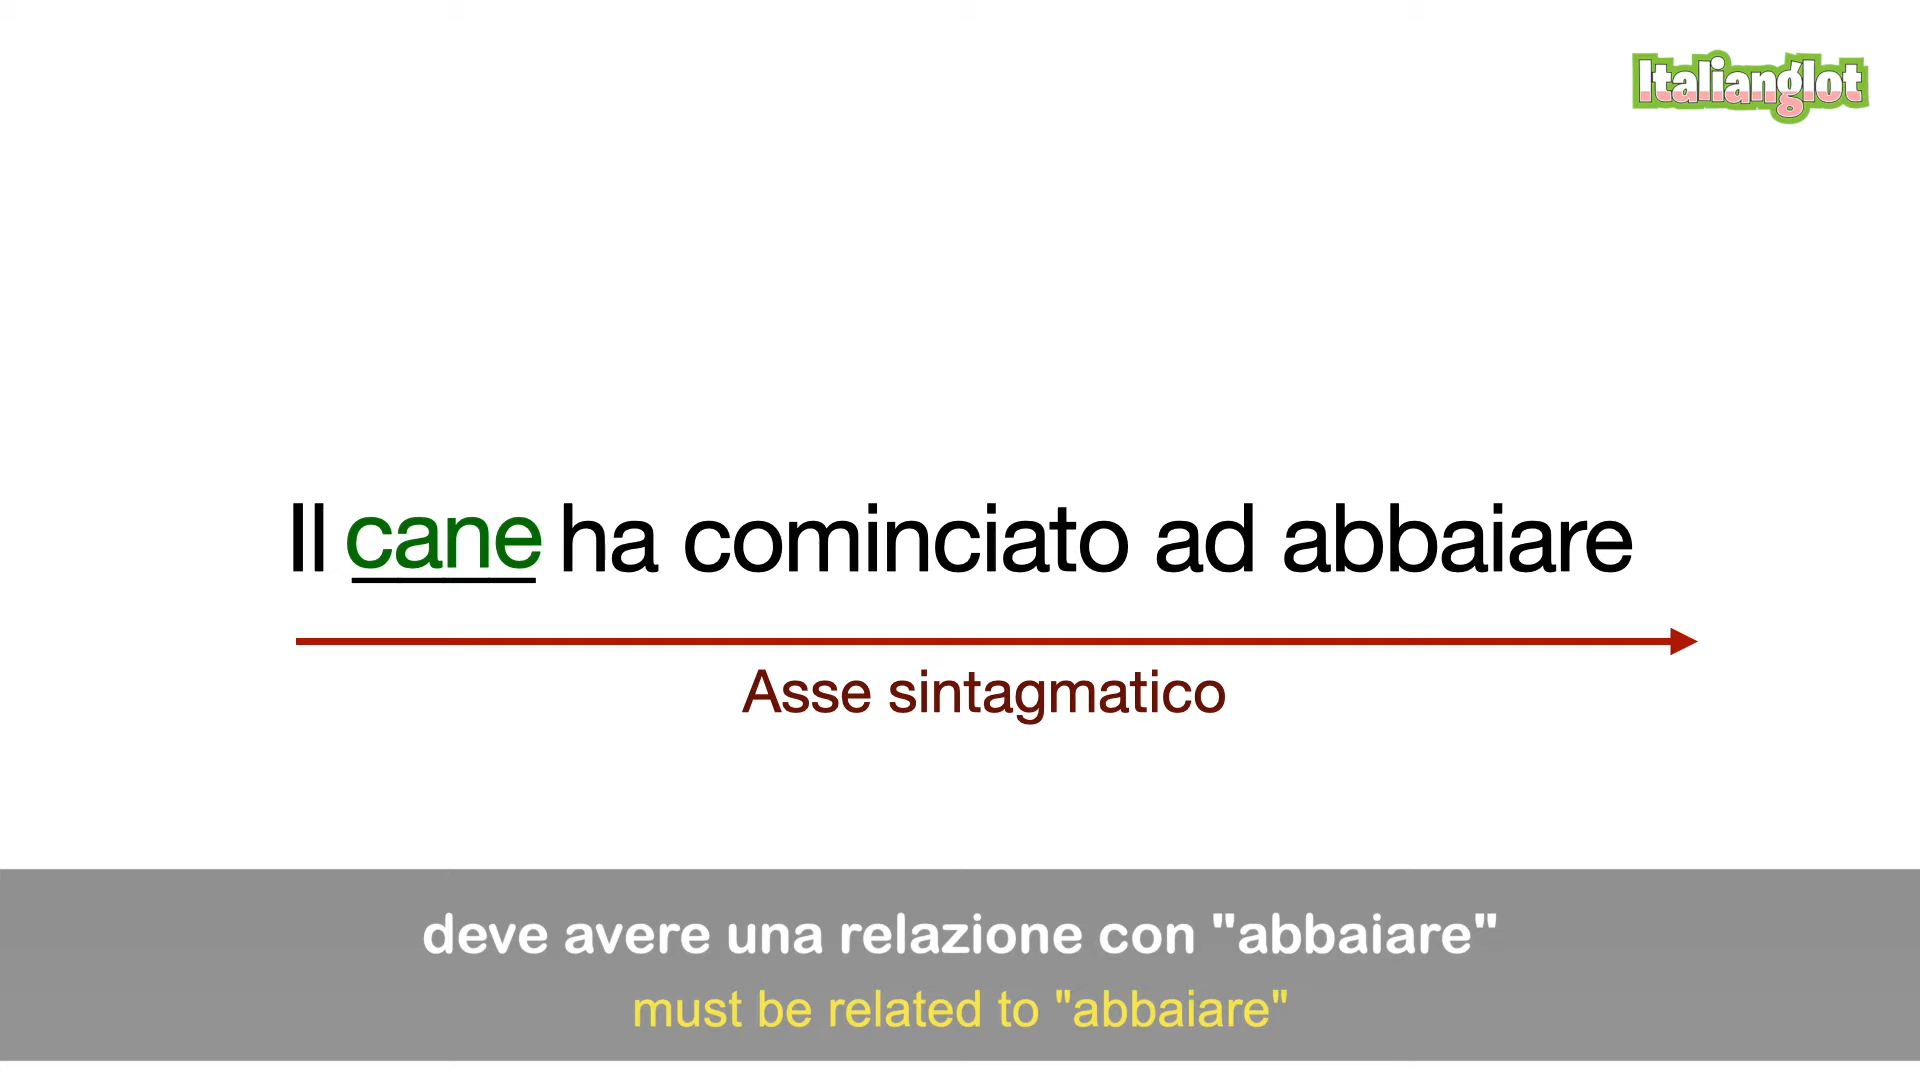 Italianglot
Il cane ha cominciato ad abbaiare
Asse sintagmatico
deve avere una relazione con "abbaiare"
must be related to "abbaiare"